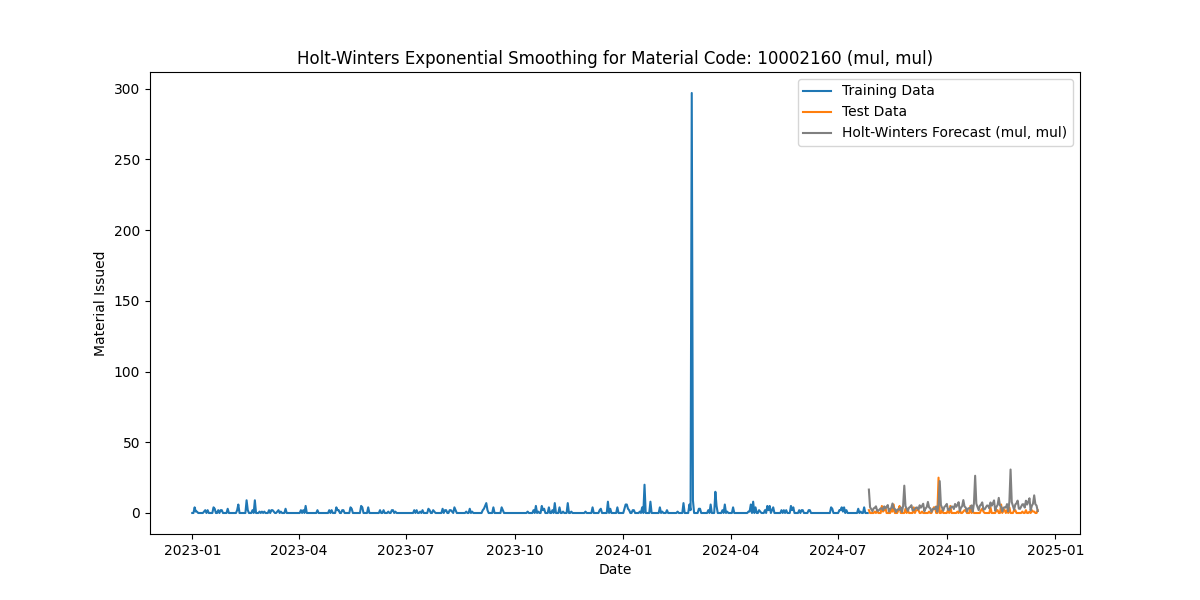 Holt-Winters Exponential Smoothing for Material Code: 10002160 (mul, mul)
Training Data
Test Data
Holt-Winters Forecast (mul, mul)
Material Issued
300
250
200
150
100
50
0
2023-01 2023-04 2023-07 2023-10 2024-01 2024-04 2024-07 2024-10 2025-01
Date